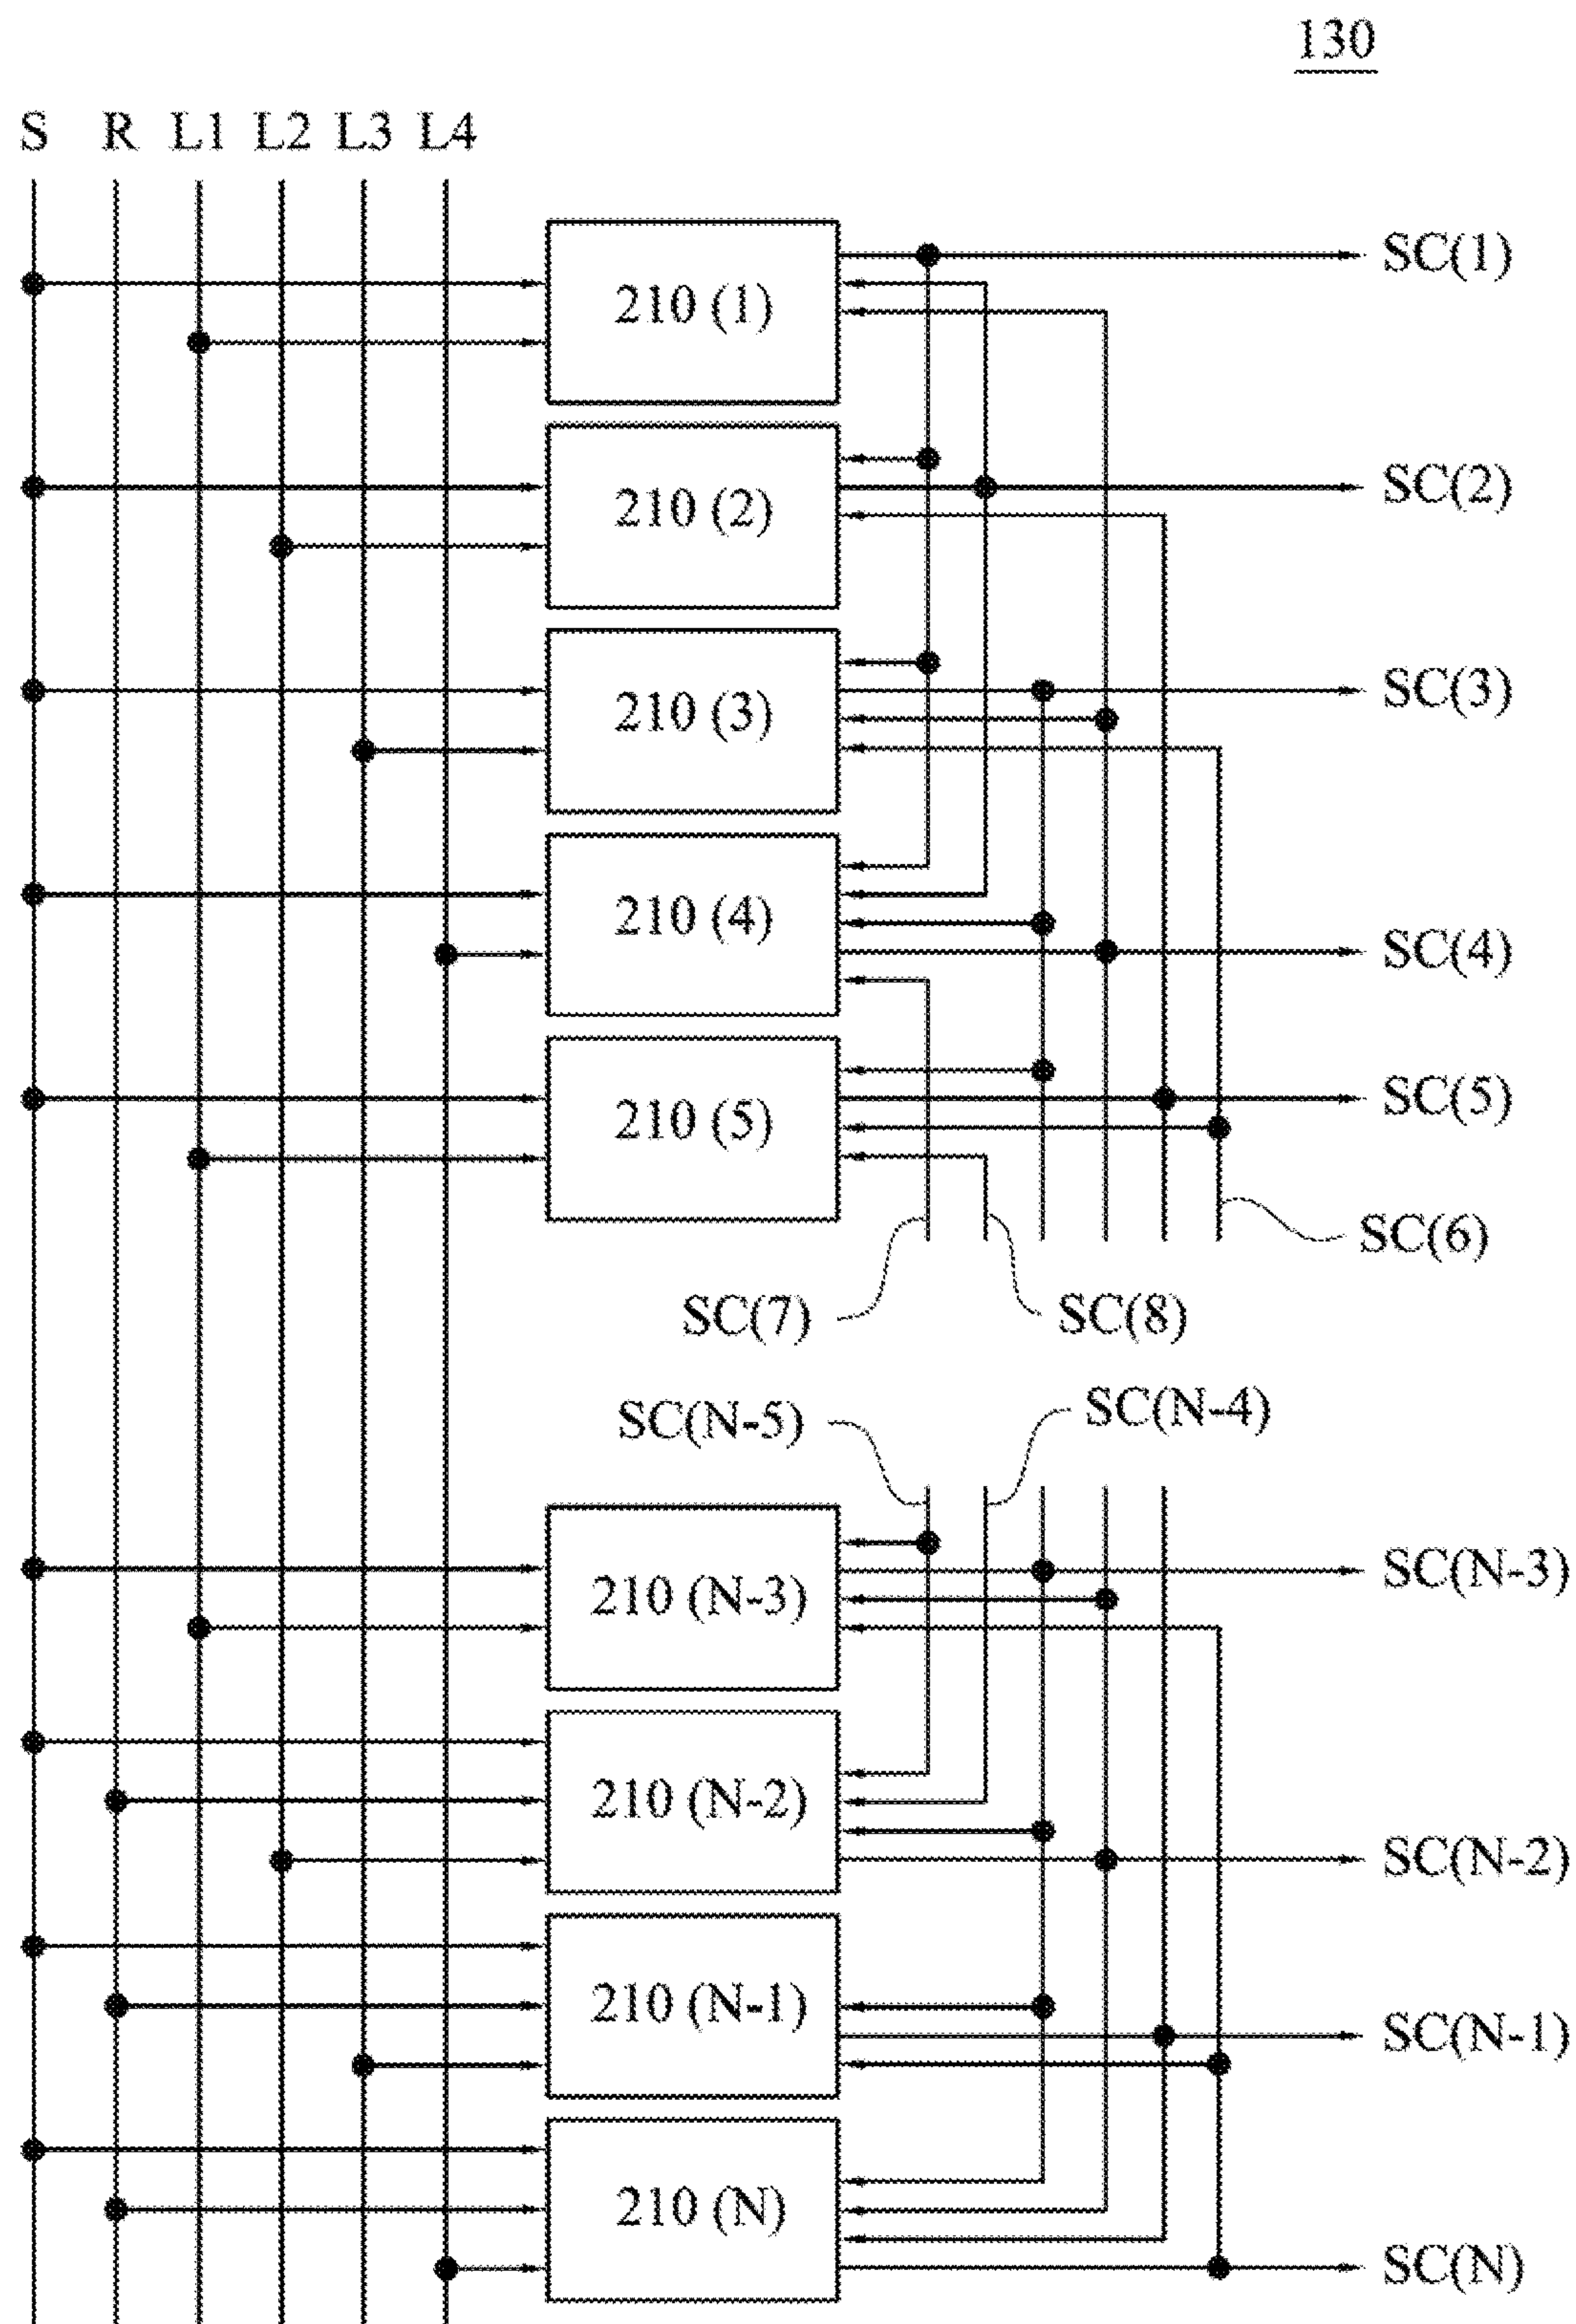 130
S R L1 L2 L3 L4
210 (1)
SC(1)
210 (2)
SC(2)
210 (3)
SC(3)
210 (4)
SC(4)
210 (5)
SC(5)
SC(6)
SC(7)
SC(8)
SC(N-5)
SC(N-4)
210 (N-3)
SC(N-3)
210 (N-2)
SC(N-2)
210 (N-1)
SC(N-1)
210 (N)
SC(N)